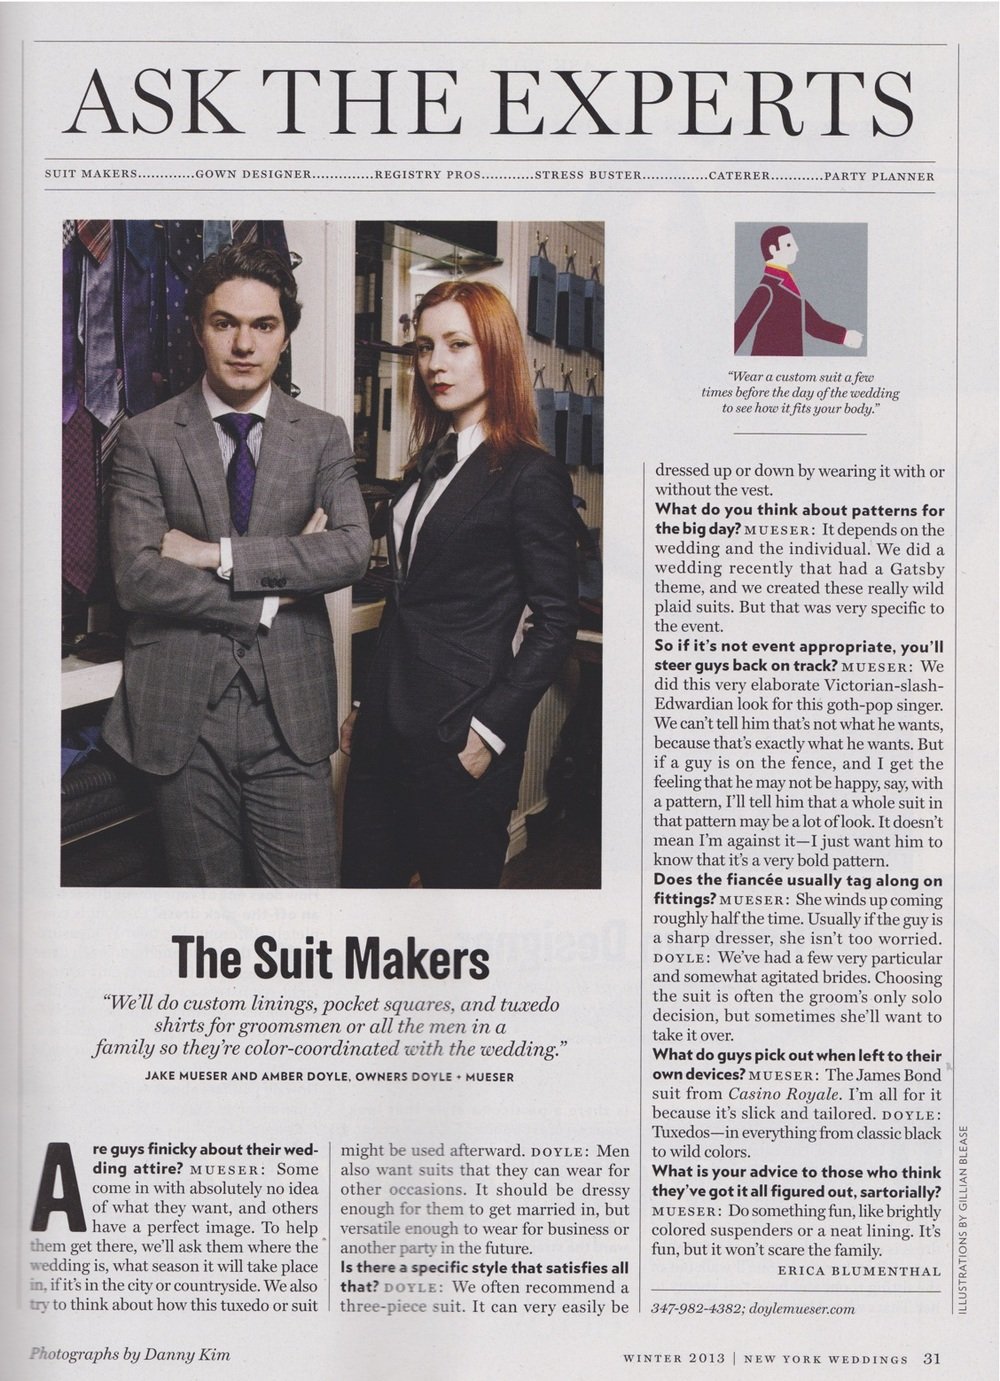 ASK THE EXPERTS
SUIT MAKERS.............GOWN DESIGNER..............REGISTRY PROS............STRESS BUSTER...............CATERER............PARTY PLANNER
“Wear a custom suit a few
times before the day of the wedding
to see how it fits your body.”
The Suit Makers
“We’ll do custom linings, pocket squares, and tuxedo
shirts for groomsmen or all the men in a
family so they’re color-coordinated with the wedding.”
JAKE MUESER AND AMBER DOYLE, OWNERS DOYLE + MUESER
Are guys finicky about their wed-
ding attire? MUESER: Some
come in with absolutely no idea
of what they want, and others
have a perfect image. To help
them get there, we’ll ask them where the
wedding is, what season it will take place
in, if it’s in the city or countryside. We also
try to think about how this tuxedo or suit
might be used afterward. DOYLE: Men
also want suits that they can wear for
other occasions. It should be dressy
enough for them to get married in, but
versatile enough to wear for business or
another party in the future.
Is there a specific style that satisfies all
that? DOYLE: We often recommend a
three-piece suit. It can very easily be
dressed up or down by wearing it with or
without the vest.
What do you think about patterns for
the big day? MUESER: It depends on the
wedding and the individual. We did a
wedding recently that had a Gatsby
theme, and we created these really wild
plaid suits. But that was very specific to
the event.
So if it’s not event appropriate, you’ll
steer guys back on track? MUESER: We
did this very elaborate Victorian-slash-
Edwardian look for this goth-pop singer.
We can’t tell him that’s not what he wants,
because that’s exactly what he wants. But
if a guy is on the fence, and I get the
feeling that he may not be happy, say, with
a pattern, I’ll tell him that a whole suit in
that pattern may be a lot of look. It doesn’t
mean I’m against it—I just want him to
know that it’s a very bold pattern.
Does the fiancée usually tag along on
fittings? MUESER: She winds up coming
roughly half the time. Usually if the guy is
a sharp dresser, she isn’t too worried.
DOYLE: We’ve had a few very particular
and somewhat agitated brides. Choosing
the suit is often the groom’s only solo
decision, but sometimes she’ll want to
take it over.
What do guys pick out when left to their
own devices? MUESER: The James Bond
suit from Casino Royale. I’m all for it
because it’s slick and tailored. DOYLE:
Tuxedos—in everything from classic black
to wild colors.
What is your advice to those who think
they’ve got it all figured out, sartorially?
MUESER: Do something fun, like brightly
colored suspenders or a neat lining. It’s
fun, but it won’t scare the family.
ERICA BLUMENTHAL
347-982-4382; doylemueser.com
ILLUSTRATIONS BY GILLIAN BLEASE
Photographs by Danny Kim
WINTER 2013 | NEW YORK WEDDINGS 31